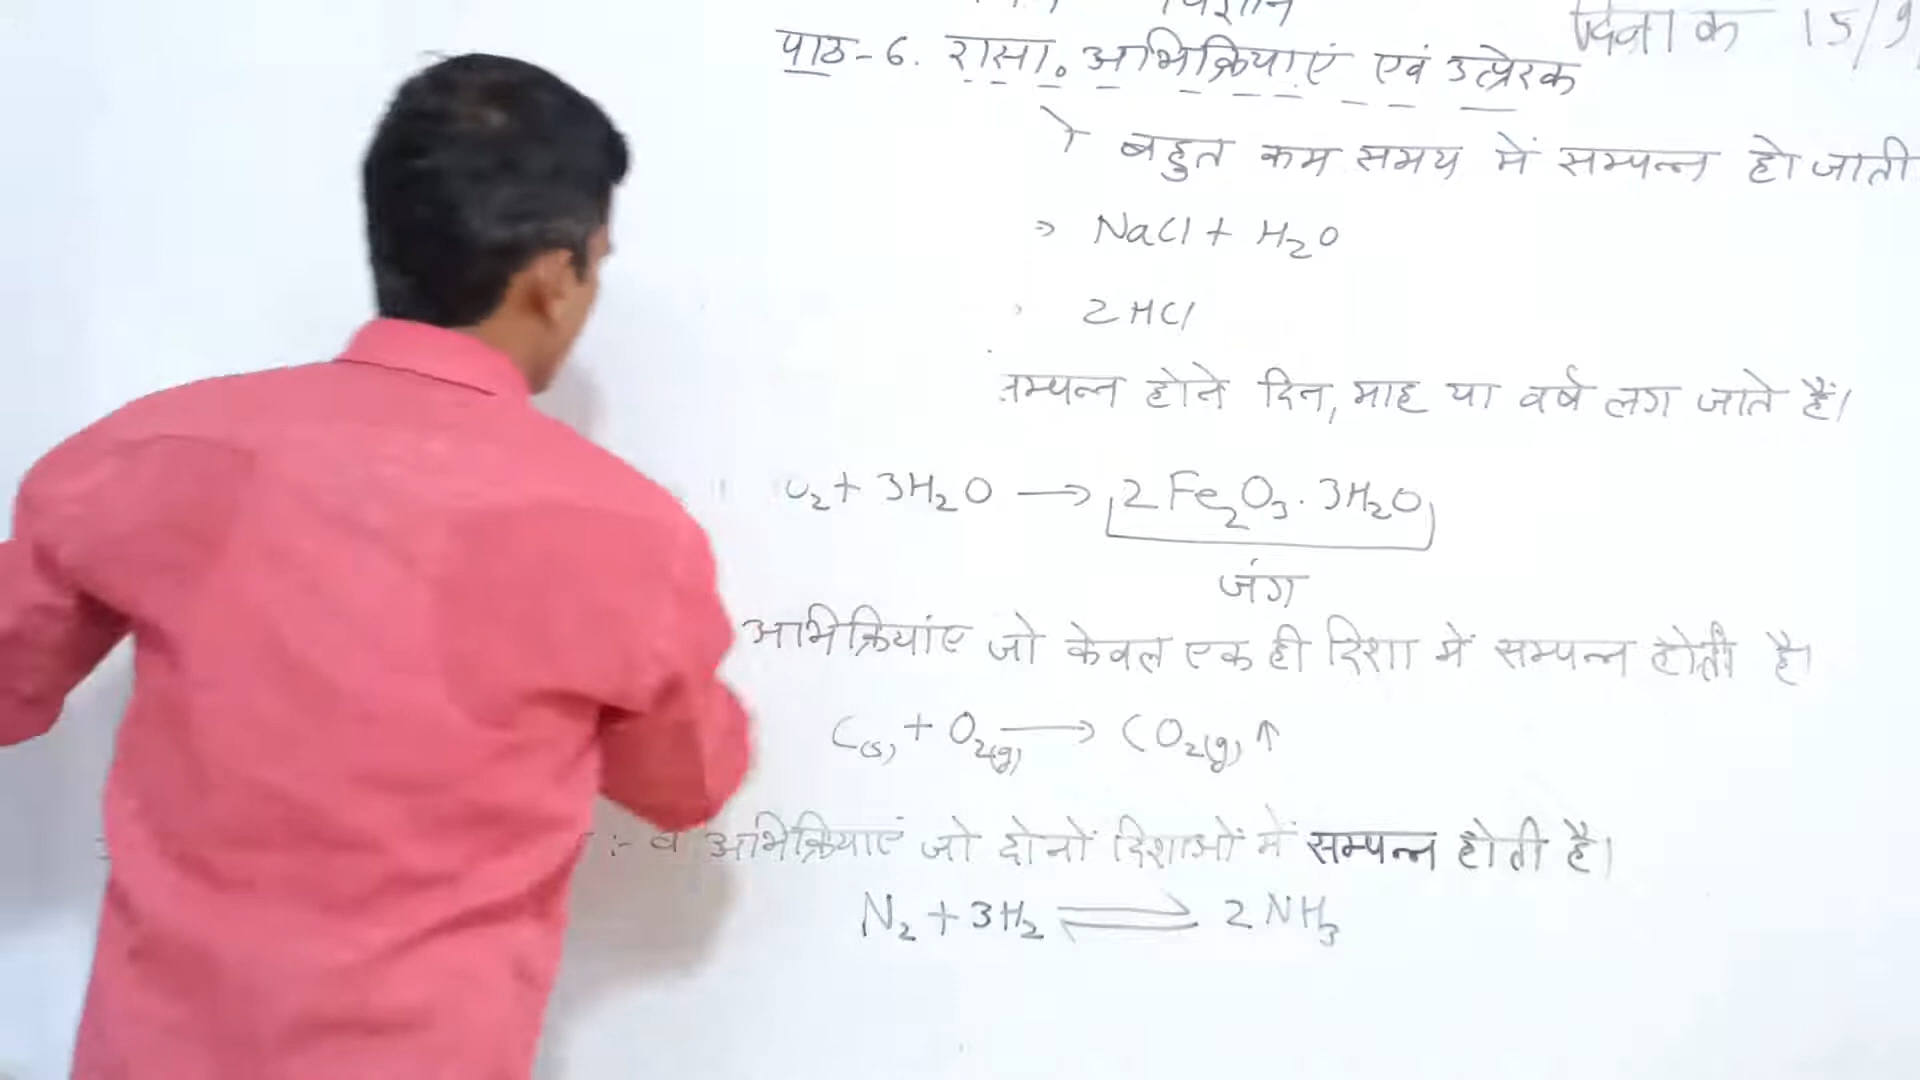 दिनांक 15/9
पाठ-6. रासा. अभिक्रियाएं एवं उत्प्रेरक
बहुत कम समय में सम्पन्न हो जाती
⇒ NaCl + H₂O
2HCl
सम्पन्न होने दिन, माह या वर्ष लग जाते हैं।
O₂ + 3H₂O ⟶ 2Fe₂O₃.3H₂O
जंग
अभिक्रियांए जो केवल एक ही दिशा में सम्पन्न होती है।
C(s) + O₂(g) ⟶ CO₂(g)↑
:- व अभिक्रियाएं जो दोनों दिशाओं में सम्पन्न होती है।
N₂ + 3H₂ ⇌ 2NH₃